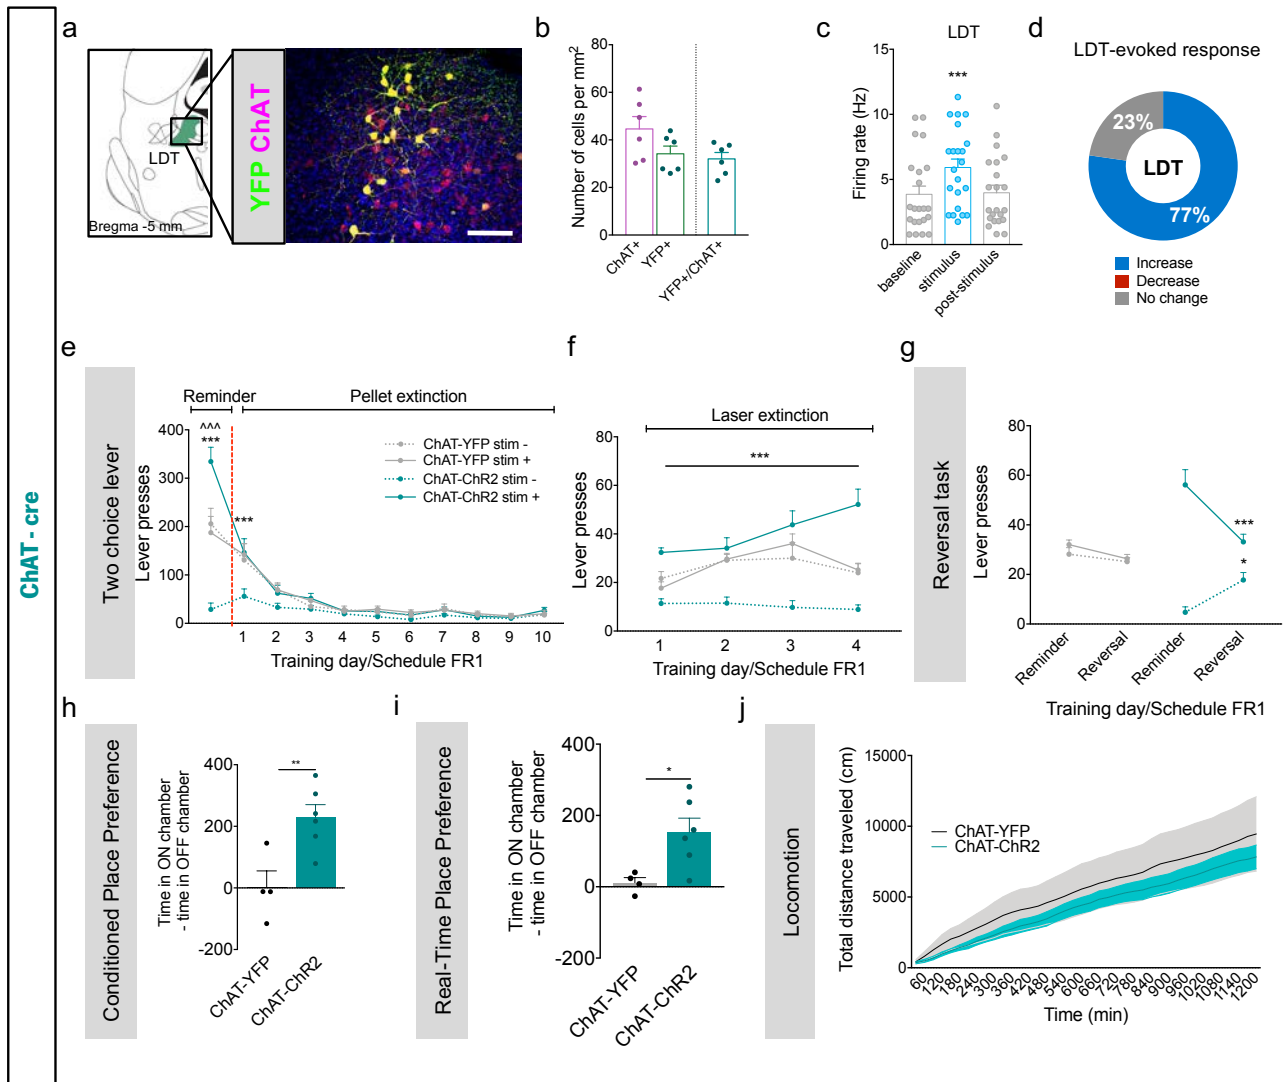 ChAT - cre
a
LDT
Bregma -5 mm
YFP ChAT
b
Number of cells per mm2
80
60
40
20
0
ChAT+
YFP+
YFP+/ChAT+
c
LDT
Firing rate (Hz)
15
10
5
0
***
baseline
stimulus
post-stimulus
d
LDT-evoked response
23%
LDT
77%
Increase
Decrease
No change
e
Two choice lever
Reminder
Pellet extinction
Lever presses
400
300
200
100
0
^^^
***
***
ChAT-YFP stim -
ChAT-YFP stim +
ChAT-ChR2 stim -
ChAT-ChR2 stim +
1 2 3 4 5 6 7 8 9 10
Training day/Schedule FR1
f
Laser extinction
***
Lever presses
80
60
40
20
0
1 2 3 4
Training day/Schedule FR1
g
Reversal task
Lever presses
80
60
40
20
0
***
*
Reminder
Reversal
Reminder
Reversal
Training day/Schedule FR1
h
Conditioned Place Preference
Time in ON chamber
- time in OFF chamber
400
200
0
-200
**
ChAT-YFP
ChAT-ChR2
i
Real-Time Place Preference
Time in ON chamber
- time in OFF chamber
400
200
0
-200
*
ChAT-YFP
ChAT-ChR2
j
Locomotion
Total distance traveled (cm)
15000
10000
5000
0
ChAT-YFP
ChAT-ChR2
60 120 180 240 300 360 420 480 540 600 660 720 780 840 900 960 1020 1080 1140 1200
Time (min)